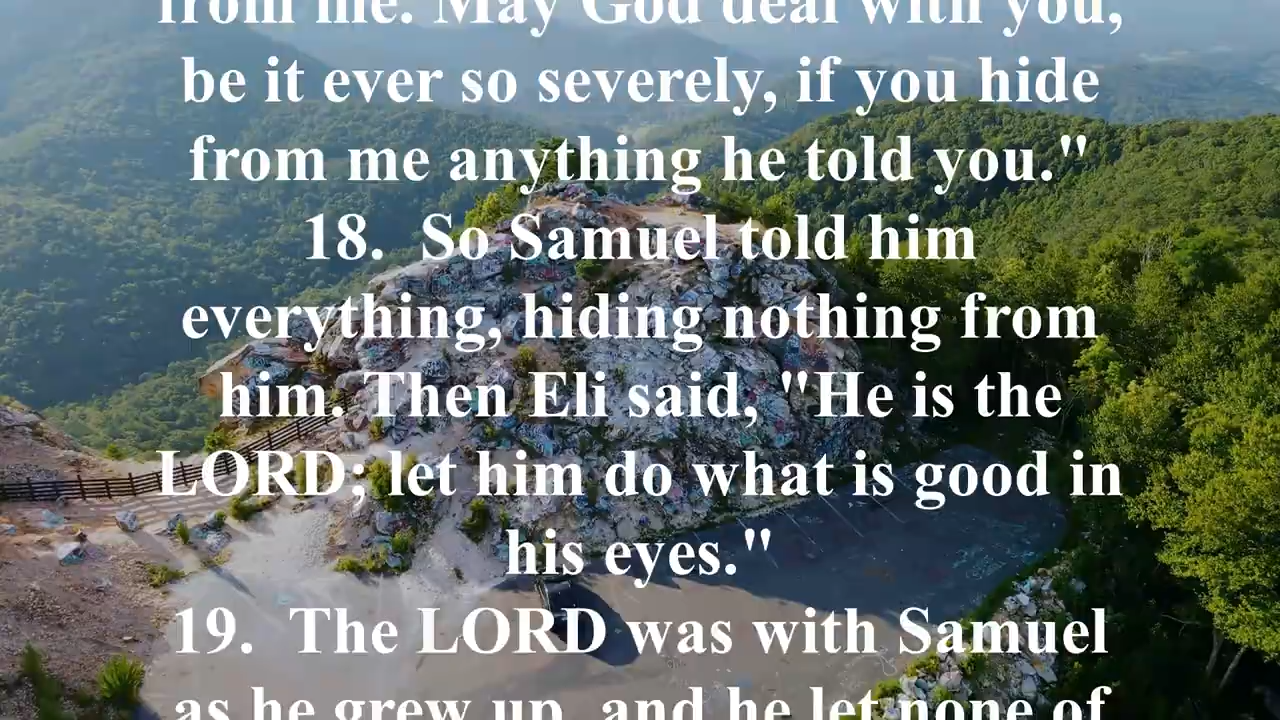 from me. May God deal with you,
be it ever so severely, if you hide
from me anything he told you."
18.  So Samuel told him
everything, hiding nothing from
him. Then Eli said, "He is the
LORD; let him do what is good in
his eyes."
19.  The LORD was with Samuel
as he grew up, and he let none of